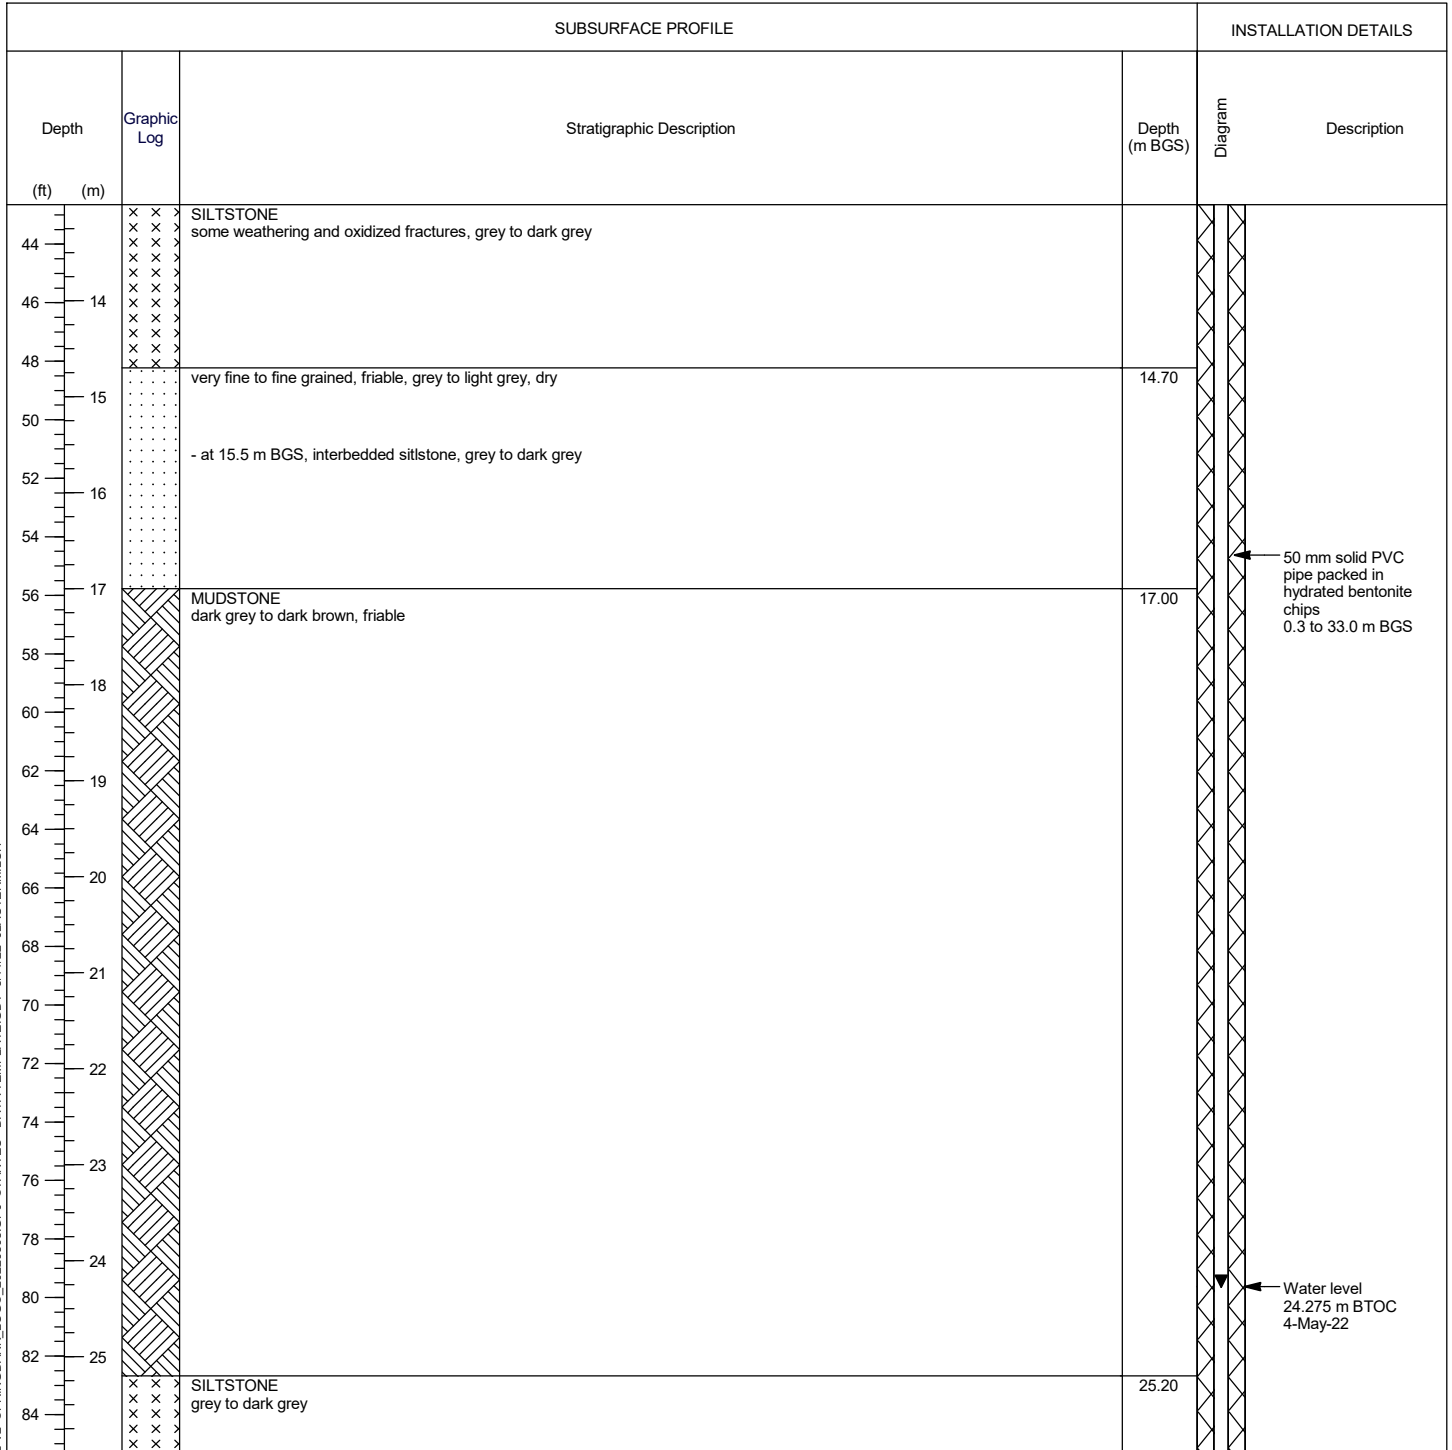 SUBSURFACE PROFILE
INSTALLATION DETAILS
Depth
(ft) (m)
Graphic
Log
Stratigraphic Description
Depth
(m BGS)
Diagram
Description
SILTSTONE
some weathering and oxidized fractures, grey to dark grey
44
46
14
48
very fine to fine grained, friable, grey to light grey, dry
14.70
15
50
- at 15.5 m BGS, interbedded sitlstone, grey to dark grey
52
16
54
50 mm solid PVC
pipe packed in
hydrated bentonite
chips
0.3 to 33.0 m BGS
17
56
MUDSTONE
dark grey to dark brown, friable
17.00
58
18
60
62
19
64
20
66
68
21
70
72
22
74
23
76
78
24
80
Water level
24.275 m BTOC
4-May-22
82
25
SILTSTONE
grey to dark grey
25.20
84